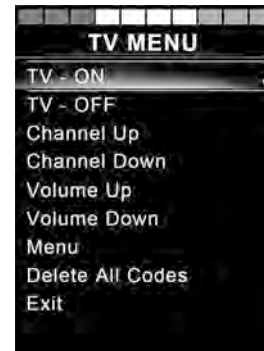 TV MENU
TV - ON
TV - OFF
Channel Up
Channel Down
Volume Up
Volume Down
Menu
Delete All Codes
Exit